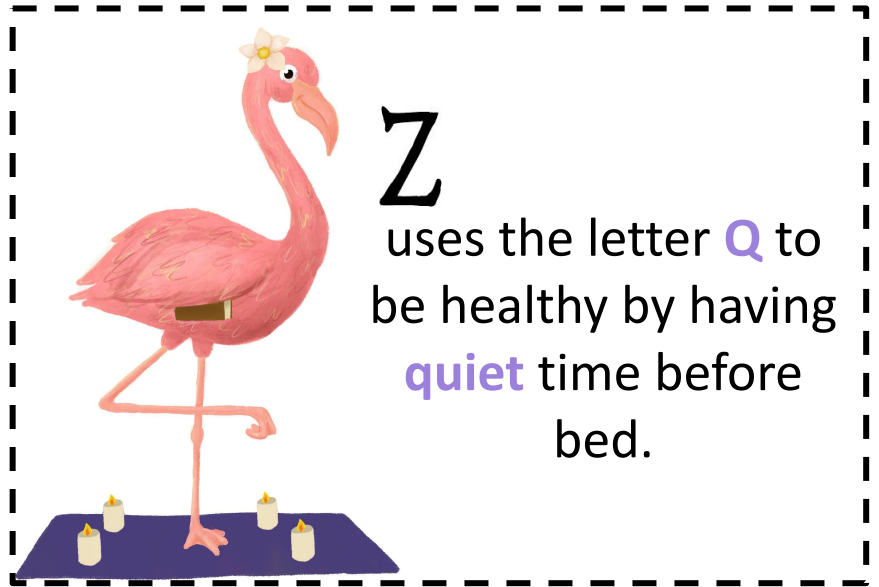 Z
uses the letter Q to
be healthy by having
quiet time before
bed.